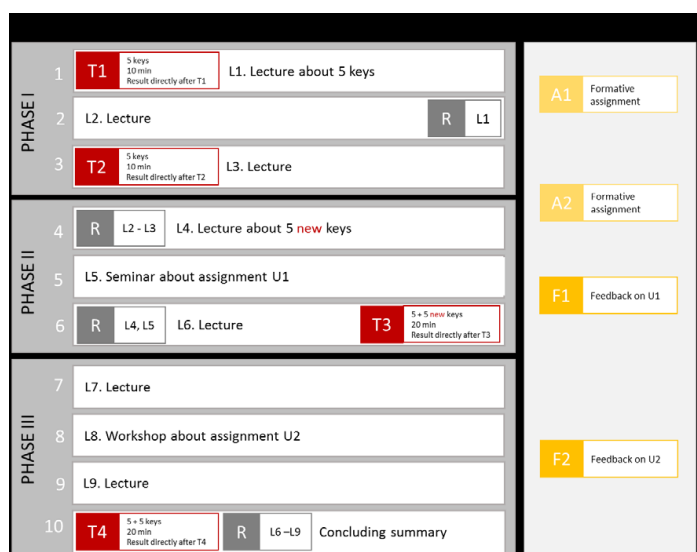 PHASE I
1
T1
5 keys
10 min
Result directly after T1
L1. Lecture about 5 keys
2
L2. Lecture
R
L1
3
T2
5 keys
10 min
Result directly after T2
L3. Lecture
PHASE II
4
R
L2 - L3
L4. Lecture about 5 new keys
5
L5. Seminar about assignment U1
6
R
L4, L5
L6. Lecture
T3
5 + 5 new keys
20 min
Result directly after T3
PHASE III
7
L7. Lecture
8
L8. Workshop about assignment U2
9
L9. Lecture
10
T4
5 + 5 keys
20 min
Result directly after T4
R
L6 –L9
Concluding summary
A1
Formative
assignment
A2
Formative
assignment
F1
Feedback on U1
F2
Feedback on U2